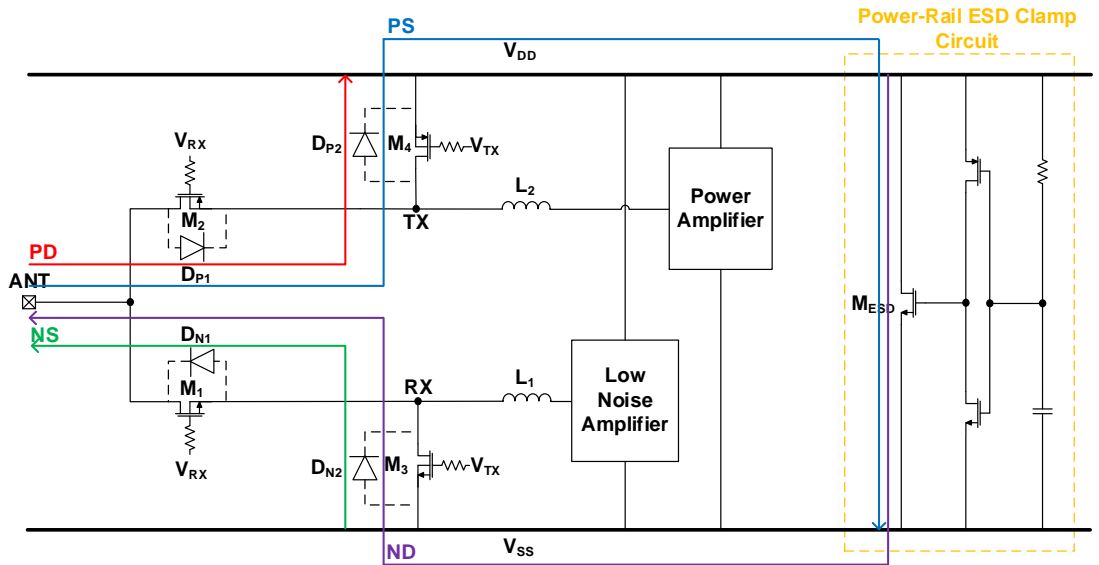 Power-Rail ESD Clamp
Circuit
PS
VDD
VRX
DP2
M4
VTX
M2
L2
TX
Power
Amplifier
PD
DP1
ANT
MESD
NS
DN1
M1
RX
L1
Low
Noise
Amplifier
VRX
DN2
M3
VTX
ND
VSS